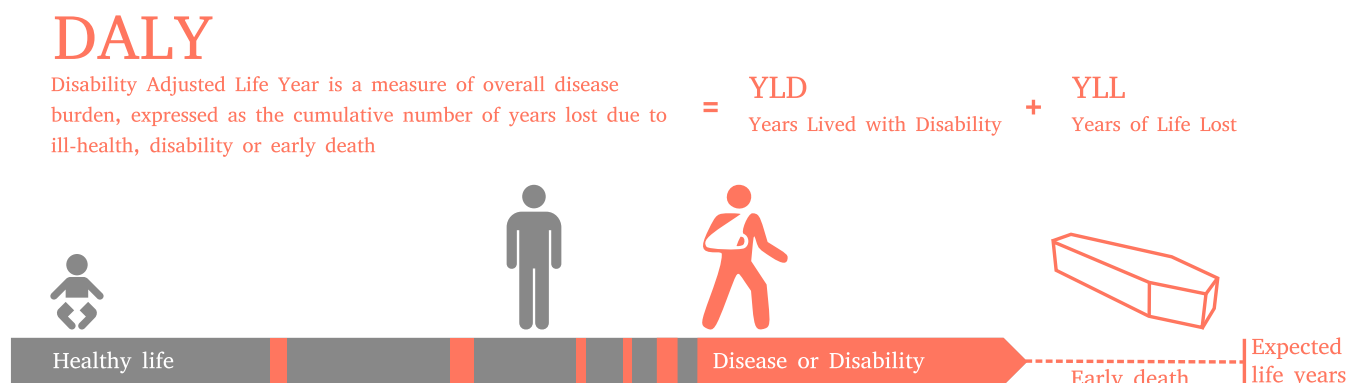 DALY
Disability Adjusted Life Year is a measure of overall disease
burden, expressed as the cumulative number of years lost due to
ill-health, disability or early death
=
YLD
Years Lived with Disability
+
YLL
Years of Life Lost
Healthy life
Disease or Disability
Early death
Expected
life years